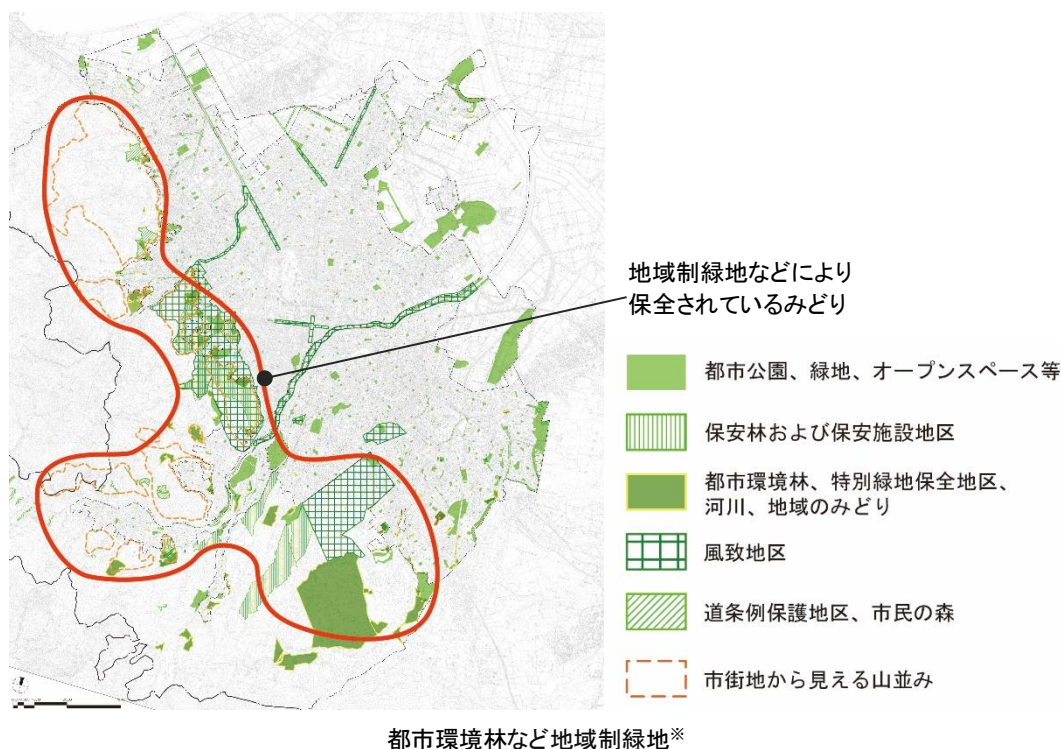 地域制緑地などにより
保全されているみどり
都市公園、緑地、オープンスペース等
保安林および保安施設地区
都市環境林、特別緑地保全地区、
河川、地域のみどり
風致地区
道条例保護地区、市民の森
市街地から見える山並み
都市環境林など地域制緑地※